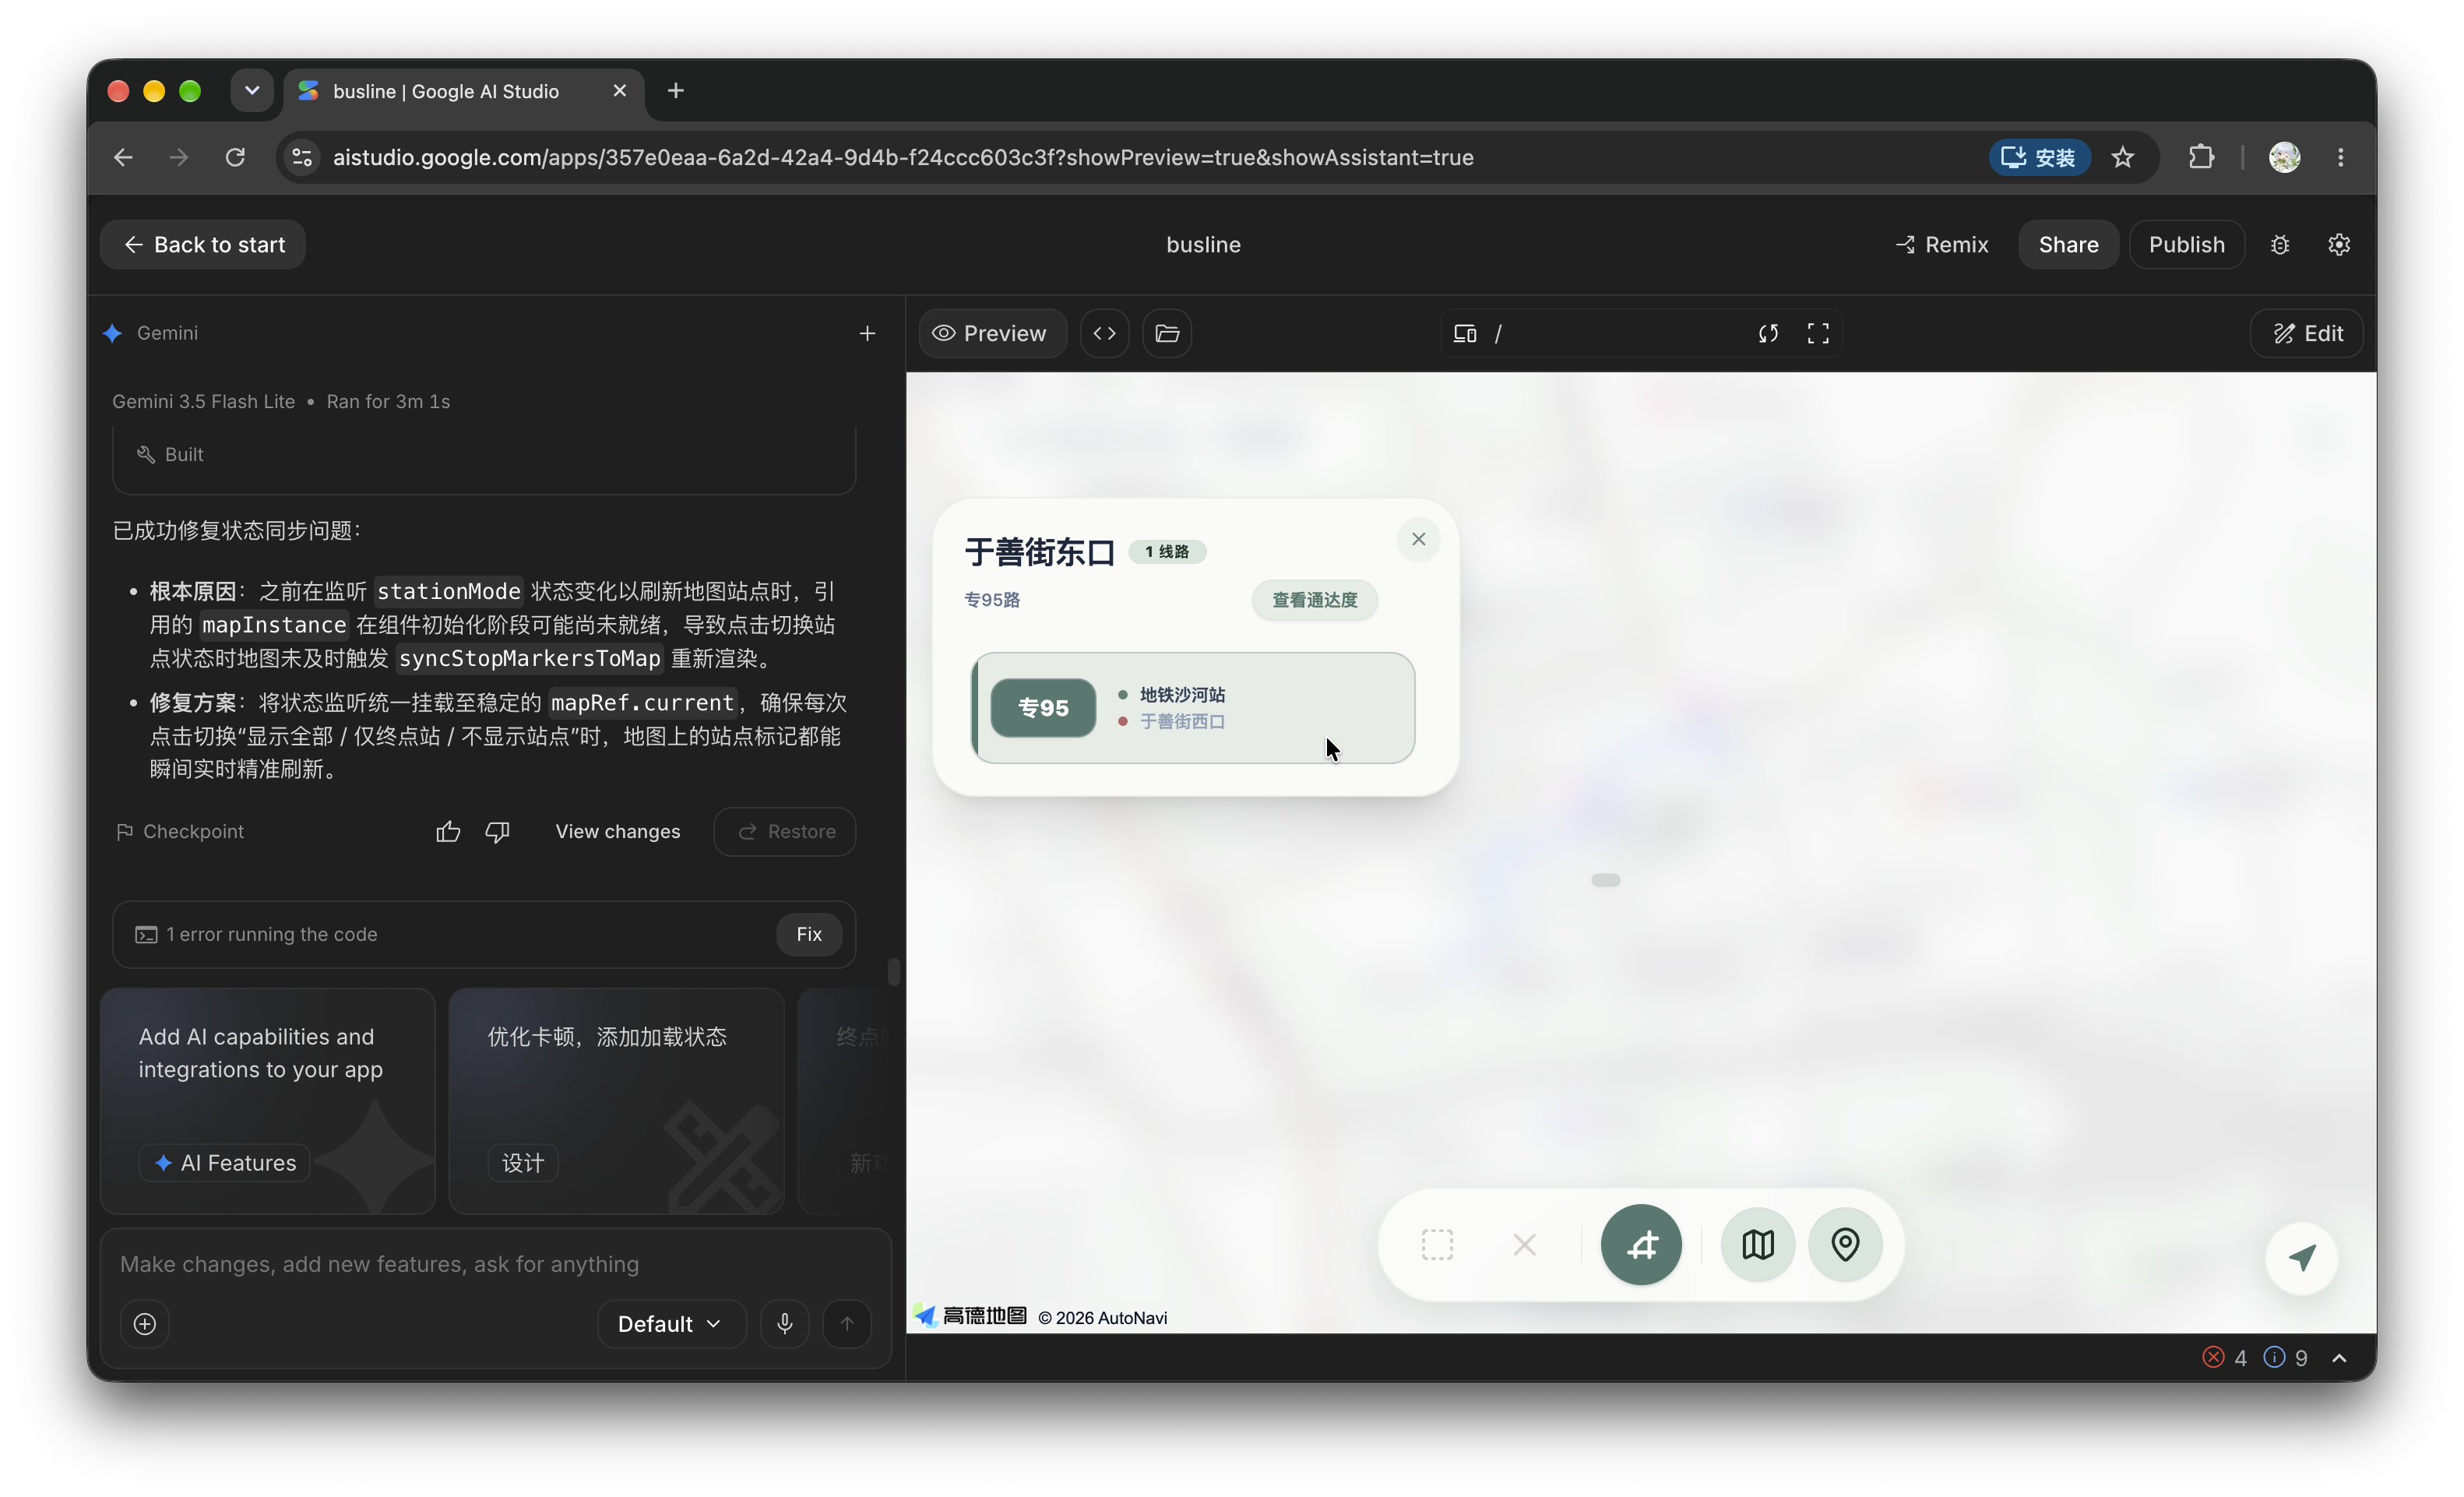 busline | Google AI Studio
aistudio.google.com/apps/357e0eaa-6a2d-42a4-9d4b-f24ccc603c3f?showPreview=true&showAssistant=true
安装
Back to start
busline
Remix
Share
Publish
Gemini
Preview
/
Edit
Gemini 3.5 Flash Lite • Ran for 3m 1s
Built
已成功修复状态同步问题：
• 根本原因：之前在监听 stationMode 状态变化以刷新地图站点时，引
用的 mapInstance 在组件初始化阶段可能尚未就绪，导致点击切换站
点状态时地图未及时触发 syncStopMarkersToMap 重新渲染。
• 修复方案：将状态监听统一挂载至稳定的 mapRef.current，确保每次
点击切换“显示全部 / 仅终点站 / 不显示站点”时，地图上的站点标记都能
瞬间实时精准刷新。
Checkpoint
View changes
Restore
1 error running the code
Fix
Add AI capabilities and
integrations to your app
AI Features
优化卡顿，添加加载状态
设计
终点
新功
Make changes, add new features, ask for anything
Default
于善街东口
1 线路
专95路
查看通达度
专95
地铁沙河站
于善街西口
高德地图 © 2026 AutoNavi
4
9